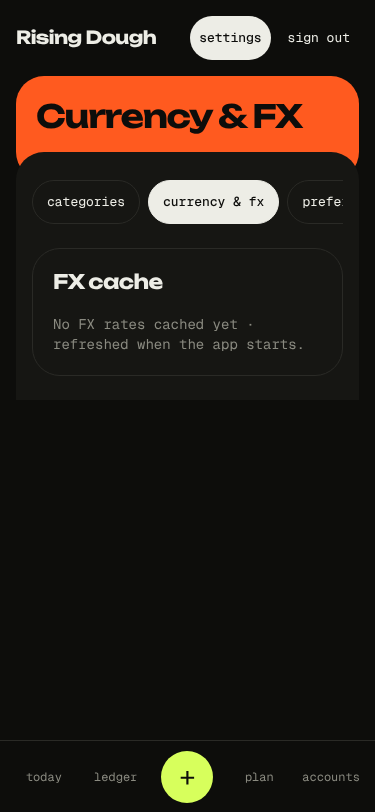 Rising Dough
settings
sign out
Currency & FX
categories
currency & fx
FX cache
No FX rates cached yet ·
refreshed when the app starts.
today
ledger
+
plan
accounts